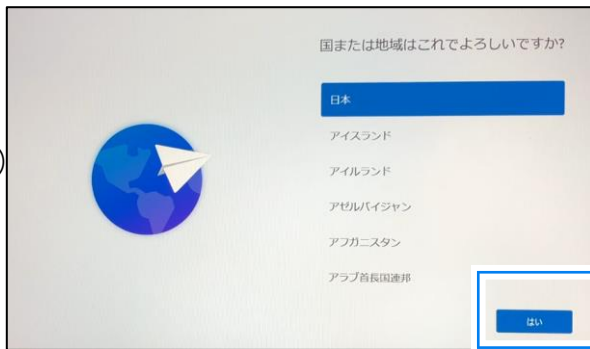 国または地域はこれでよろしいですか?
日本
アイスランド
アイルランド
アゼルバイジャン
アフガニスタン
アラブ首長国連邦
はい